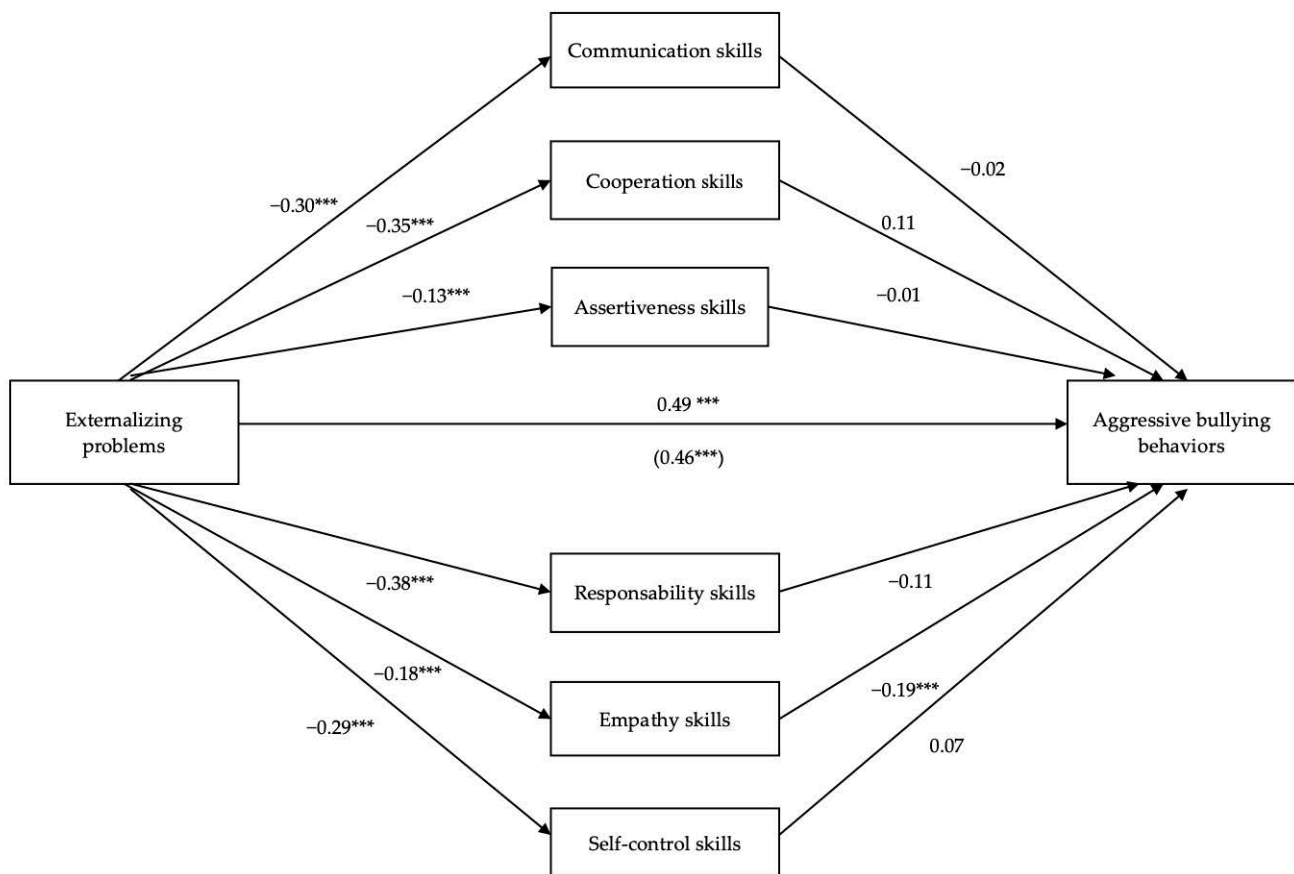 Communication skills
−0.02
Cooperation skills
−0.30***
−0.35***
0.11
−0.13***
Assertiveness skills
−0.01
Externalizing
problems
0.49 ***
(0.46***)
Aggressive bullying
behaviors
−0.38***
Responsability skills
−0.11
−0.18***
Empathy skills
−0.19***
−0.29***
0.07
Self-control skills